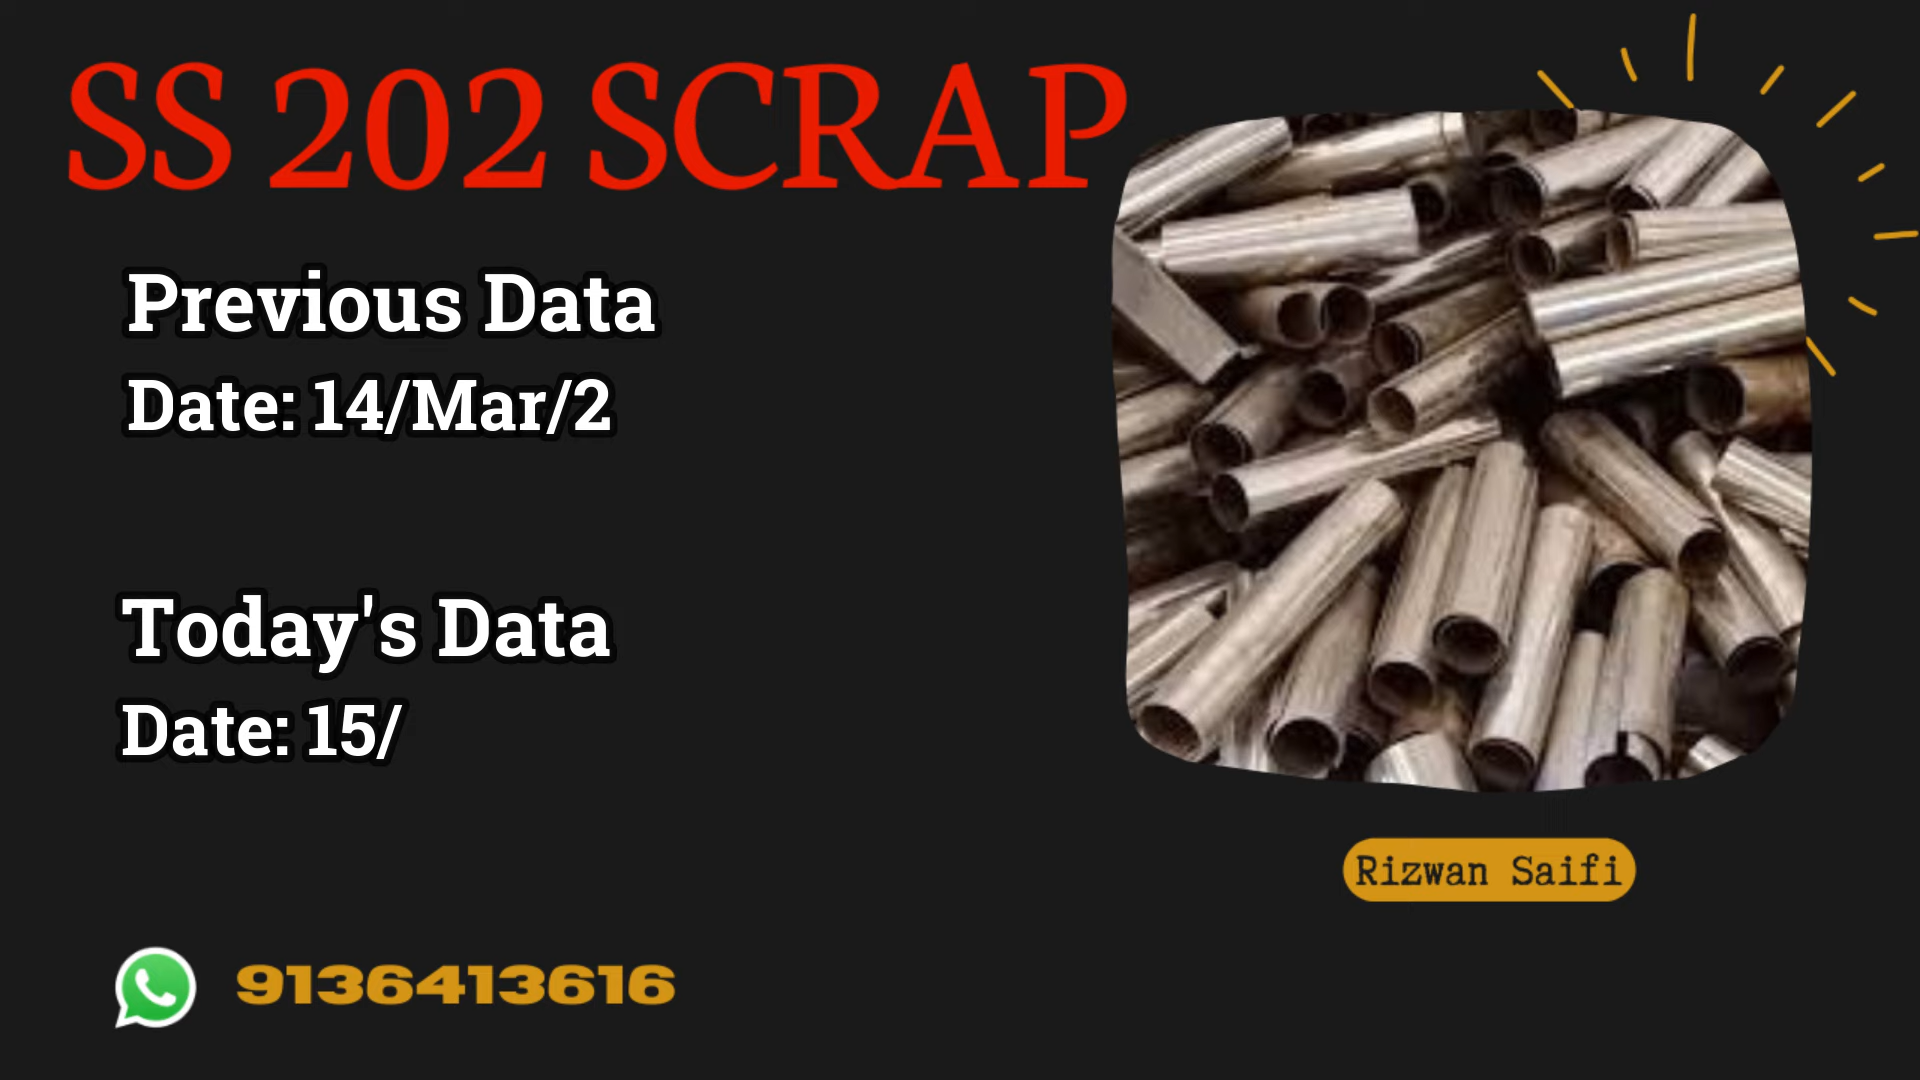 SS 202 SCRAP
Previous Data
Date: 14/Mar/2
Today's Data
Date: 15/
Rizwan Saifi
9136413616